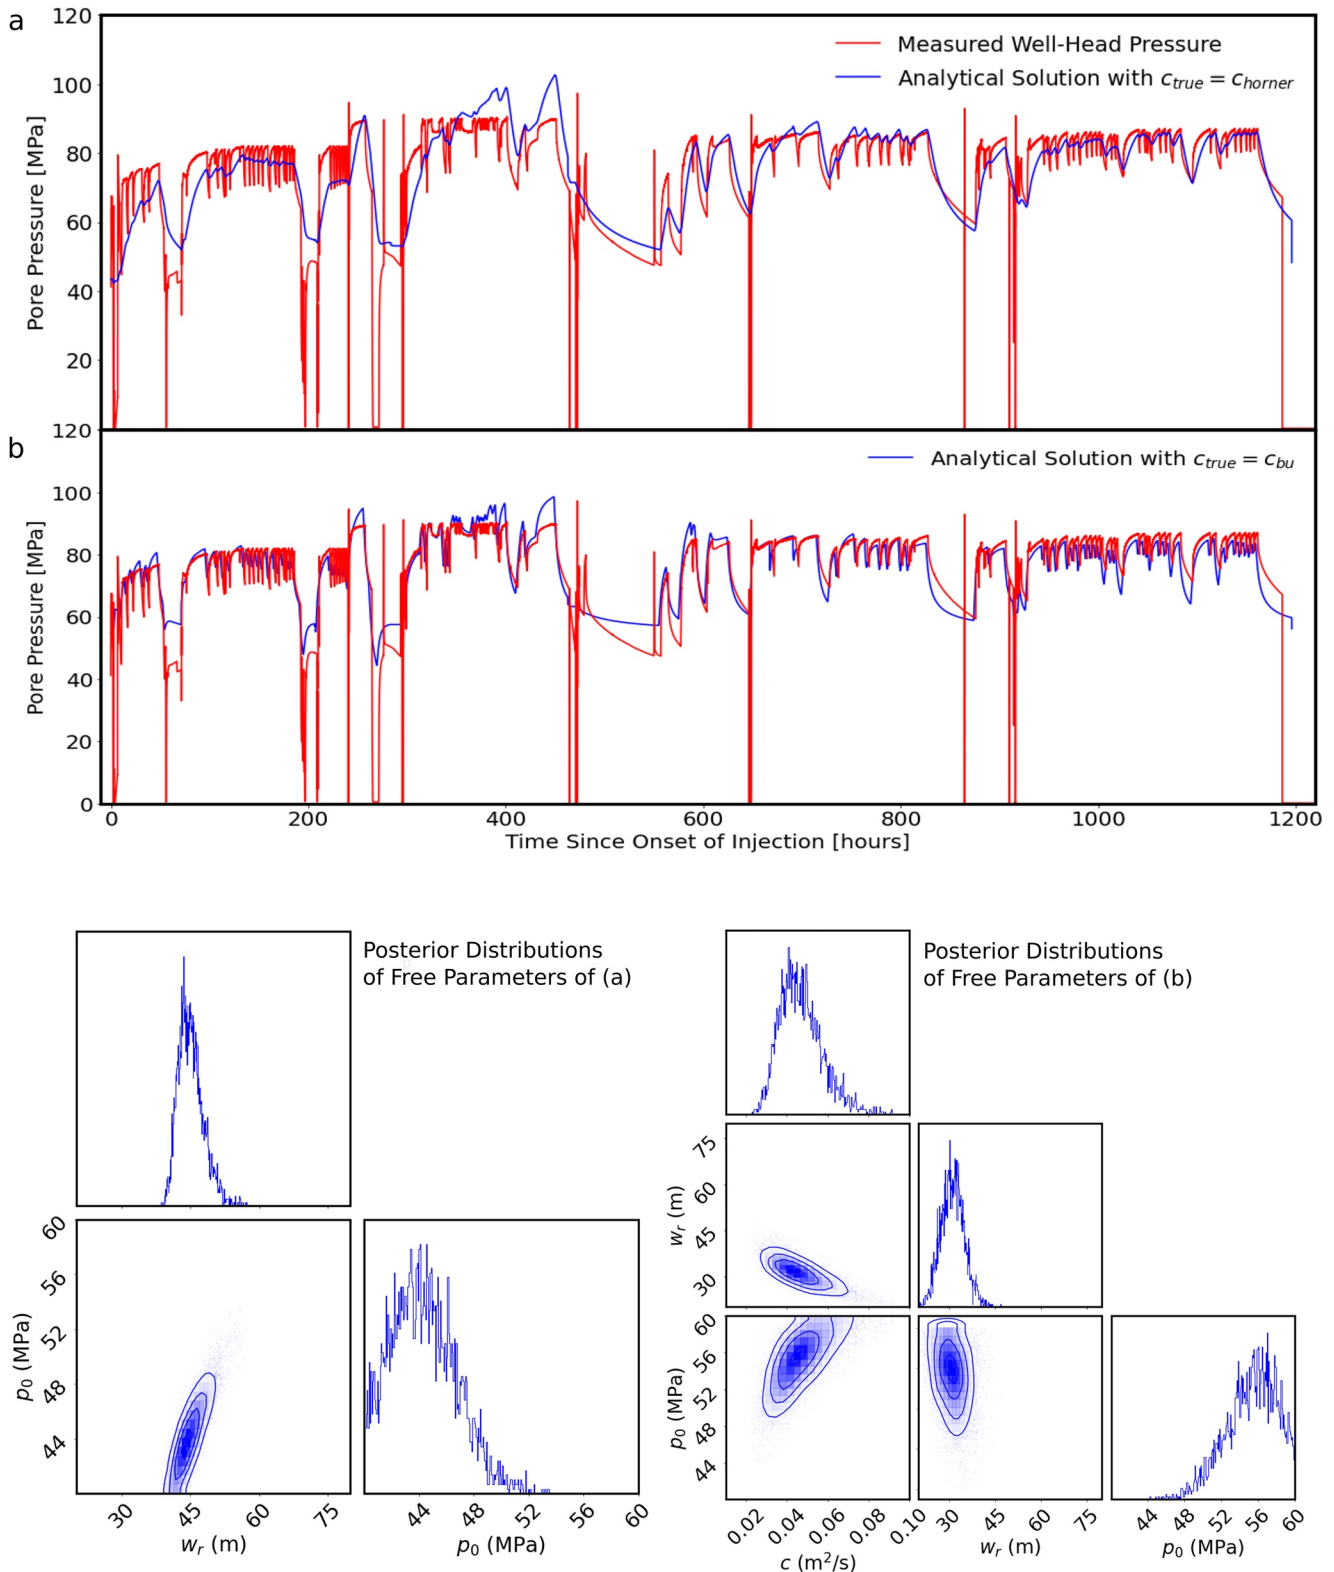 a
120
100
80
60
40
20
Pore Pressure [MPa]
Measured Well-Head Pressure
Analytical Solution with c_true = c_horner
b
120
100
80
60
40
20
0
Pore Pressure [MPa]
Analytical Solution with c_true = c_bu
0 200 400 600 800 1000 1200
Time Since Onset of Injection [hours]
Posterior Distributions
of Free Parameters of (a)
60
56
52
48
44
p₀ (MPa)
30 45 60 75
w_r (m)
44 48 52 56 60
p₀ (MPa)
Posterior Distributions
of Free Parameters of (b)
75
60
45
30
w_r (m)
60
56
52
48
44
p₀ (MPa)
0.02 0.04 0.06 0.08 0.10
c (m²/s)
30 45 60 75
w_r (m)
44 48 52 56 60
p₀ (MPa)